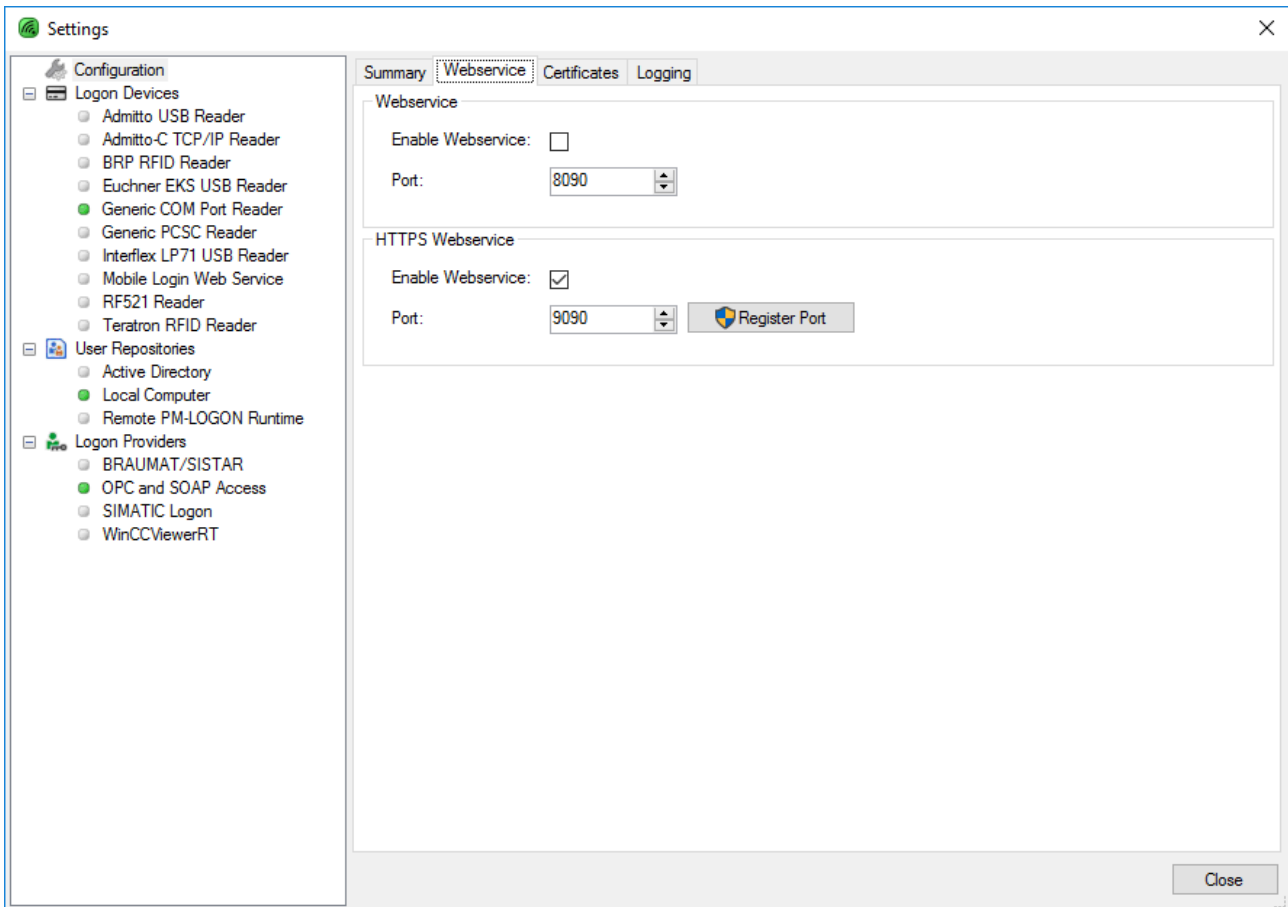 Settings
Configuration
Logon Devices
Admitto USB Reader
Admitto-C TCP/IP Reader
BRP RFID Reader
Euchner EKS USB Reader
Generic COM Port Reader
Generic PCSC Reader
Interflex LP71 USB Reader
Mobile Login Web Service
RF521 Reader
Teratron RFID Reader
User Repositories
Active Directory
Local Computer
Remote PM-LOGON Runtime
Logon Providers
BRAUMAT/SISTAR
OPC and SOAP Access
SIMATIC Logon
WinCCViewerRT
Summary Webservice Certificates Logging
Webservice
Enable Webservice:
Port: 8090
HTTPS Webservice
Enable Webservice:
Port: 9090 Register Port
Close